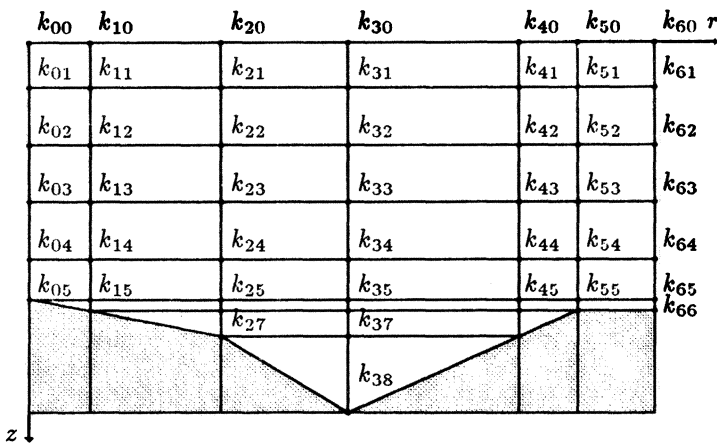 k₀₀ k₁₀ k₂₀ k₃₀ k₄₀ k₅₀ k₆₀ r
k₀₁ k₁₁ k₂₁ k₃₁ k₄₁ k₅₁ k₆₁
k₀₂ k₁₂ k₂₂ k₃₂ k₄₂ k₅₂ k₆₂
k₀₃ k₁₃ k₂₃ k₃₃ k₄₃ k₅₃ k₆₃
k₀₄ k₁₄ k₂₄ k₃₄ k₄₄ k₅₄ k₆₄
k₀₅ k₁₅ k₂₅ k₃₅ k₄₅ k₅₅ k₆₅
k₆₆
k₂₇ k₃₇
k₃₈
z